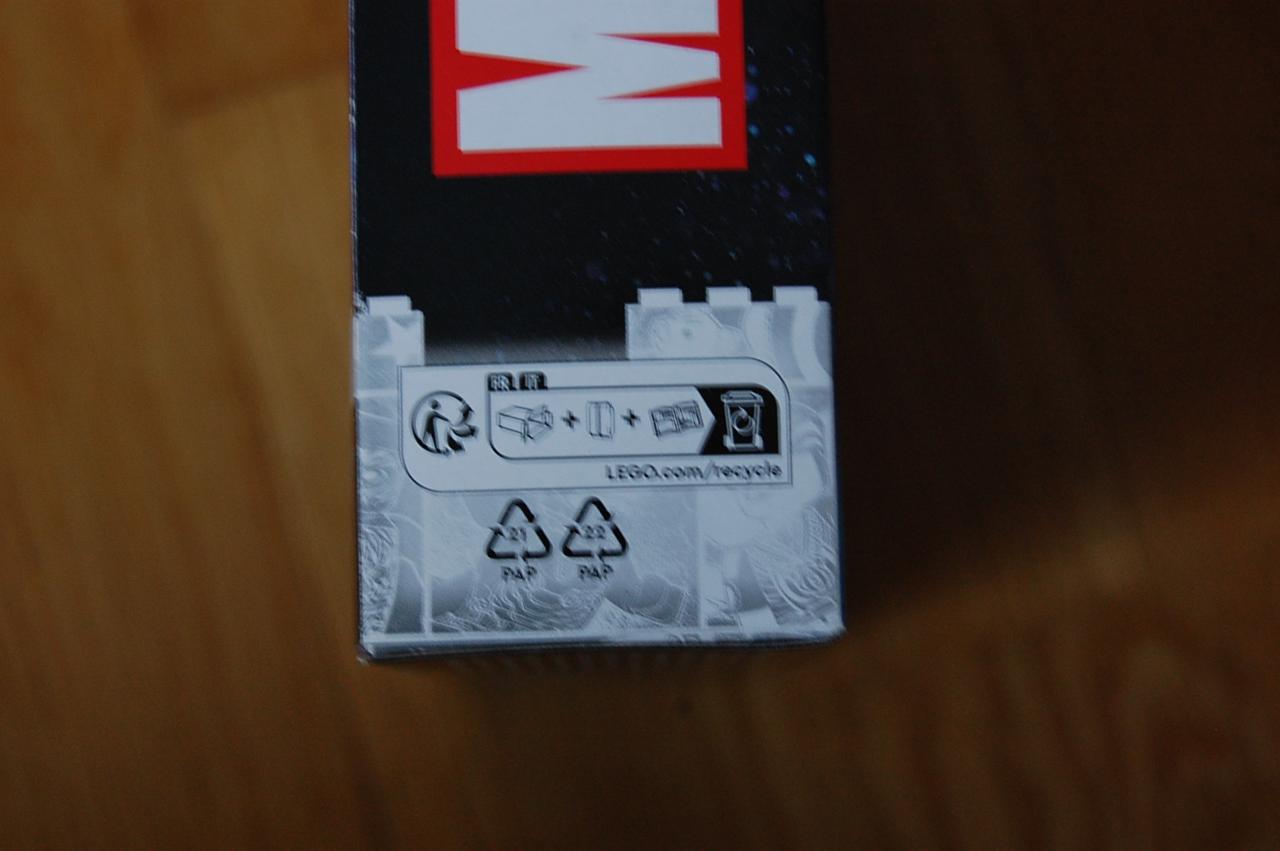 M
FR IT
+ +
LEGO.com/recycle
21 22
PAP PAP